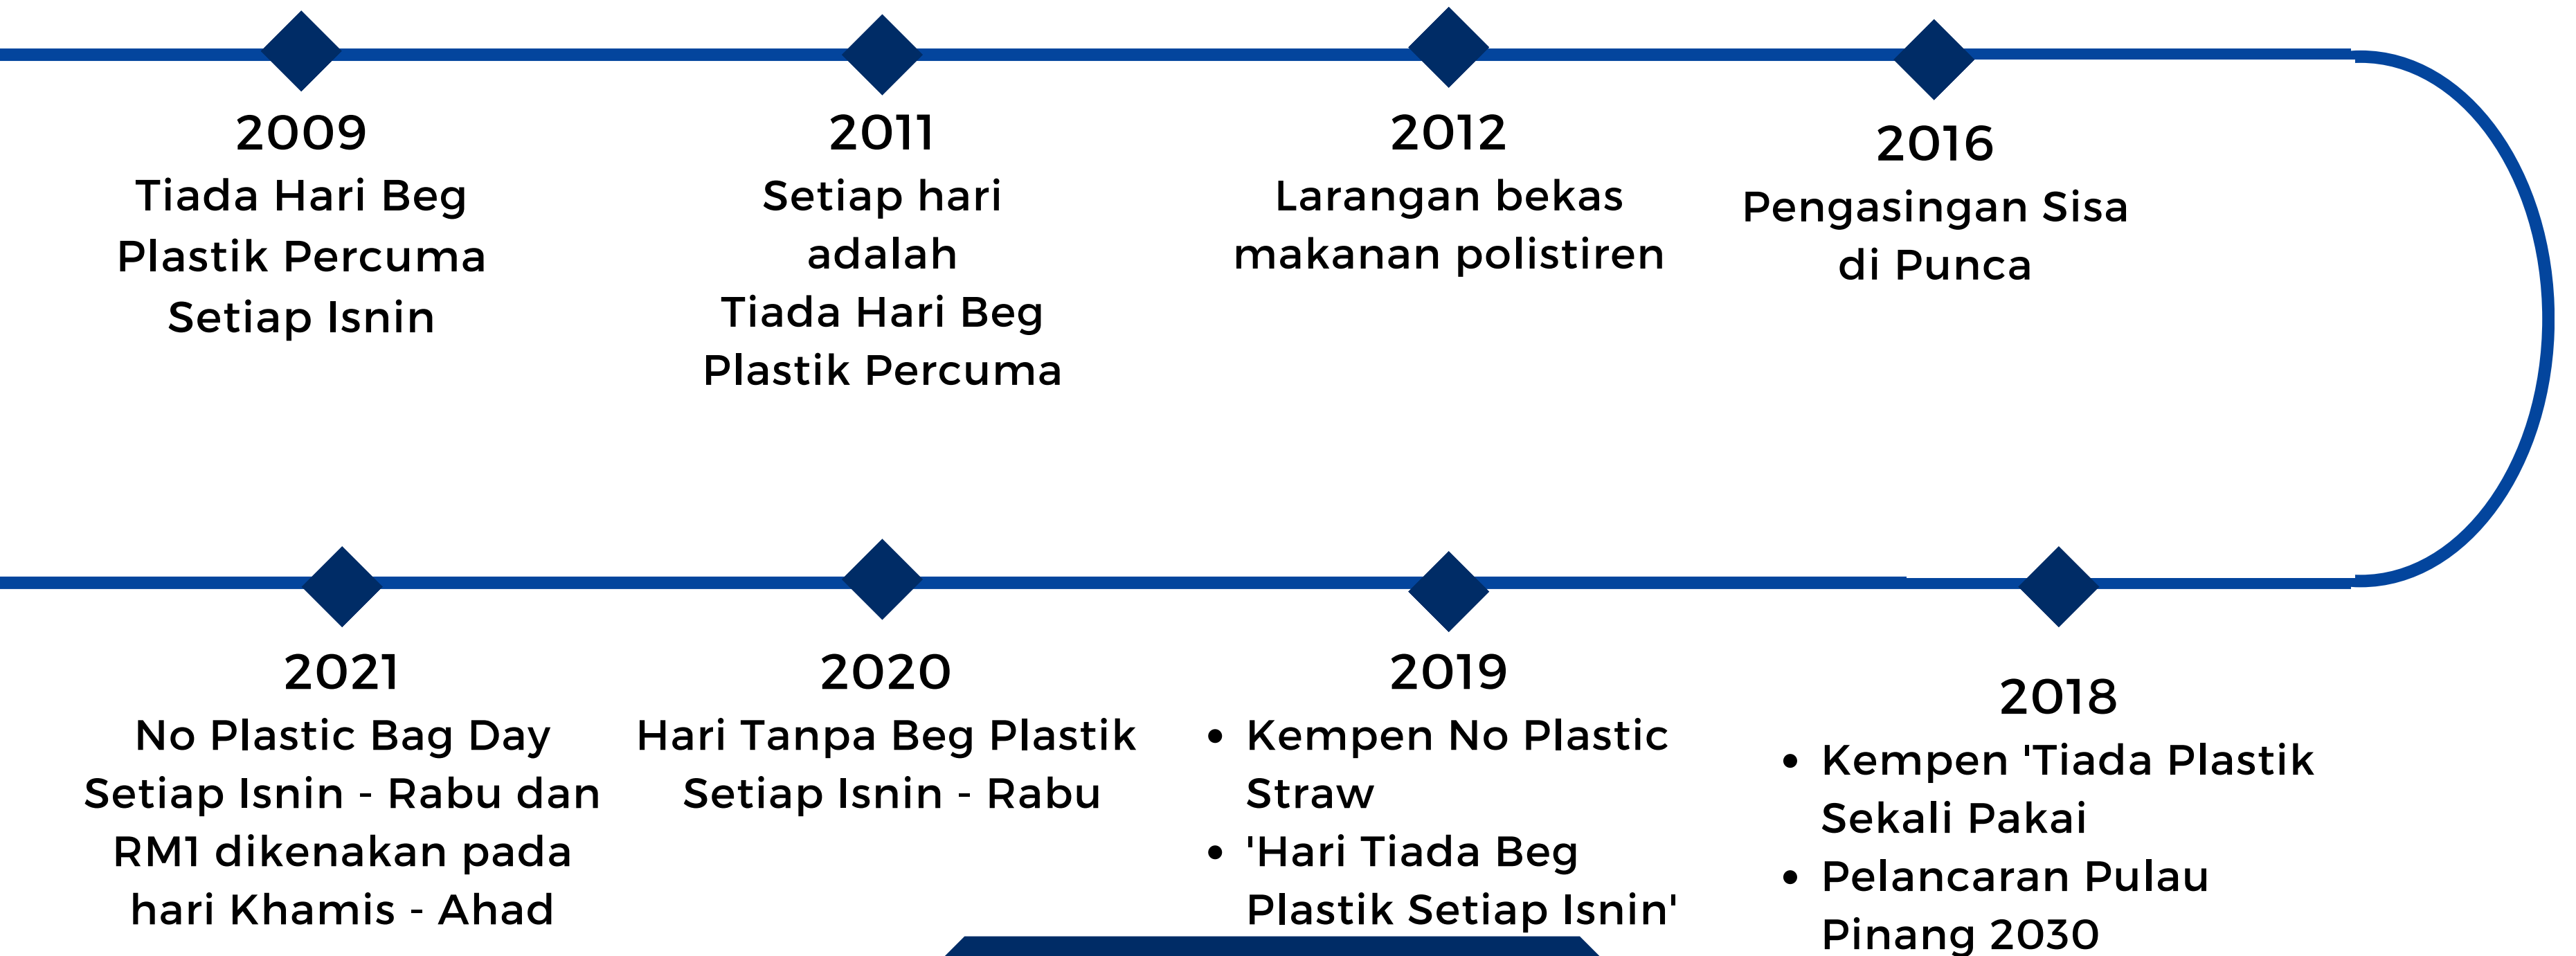 2009
Tiada Hari Beg
Plastik Percuma
Setiap Isnin
2011
Setiap hari
adalah
Tiada Hari Beg
Plastik Percuma
2012
Larangan bekas
makanan polistiren
2016
Pengasingan Sisa
di Punca
2018
• Kempen 'Tiada Plastik
Sekali Pakai
• Pelancaran Pulau
Pinang 2030
2019
• Kempen No Plastic
Straw
• 'Hari Tiada Beg
Plastik Setiap Isnin'
2020
Hari Tanpa Beg Plastik
Setiap Isnin - Rabu
2021
No Plastic Bag Day
Setiap Isnin - Rabu dan
RM1 dikenakan pada
hari Khamis - Ahad